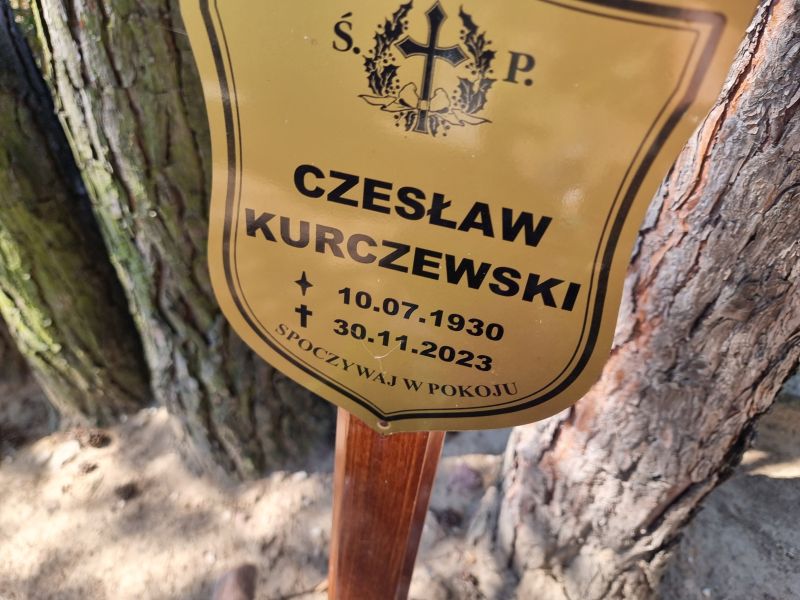 Ś. P.
CZESŁAW
KURCZEWSKI
10.07.1930
30.11.2023
SPOCZYWAJ W POKOJU